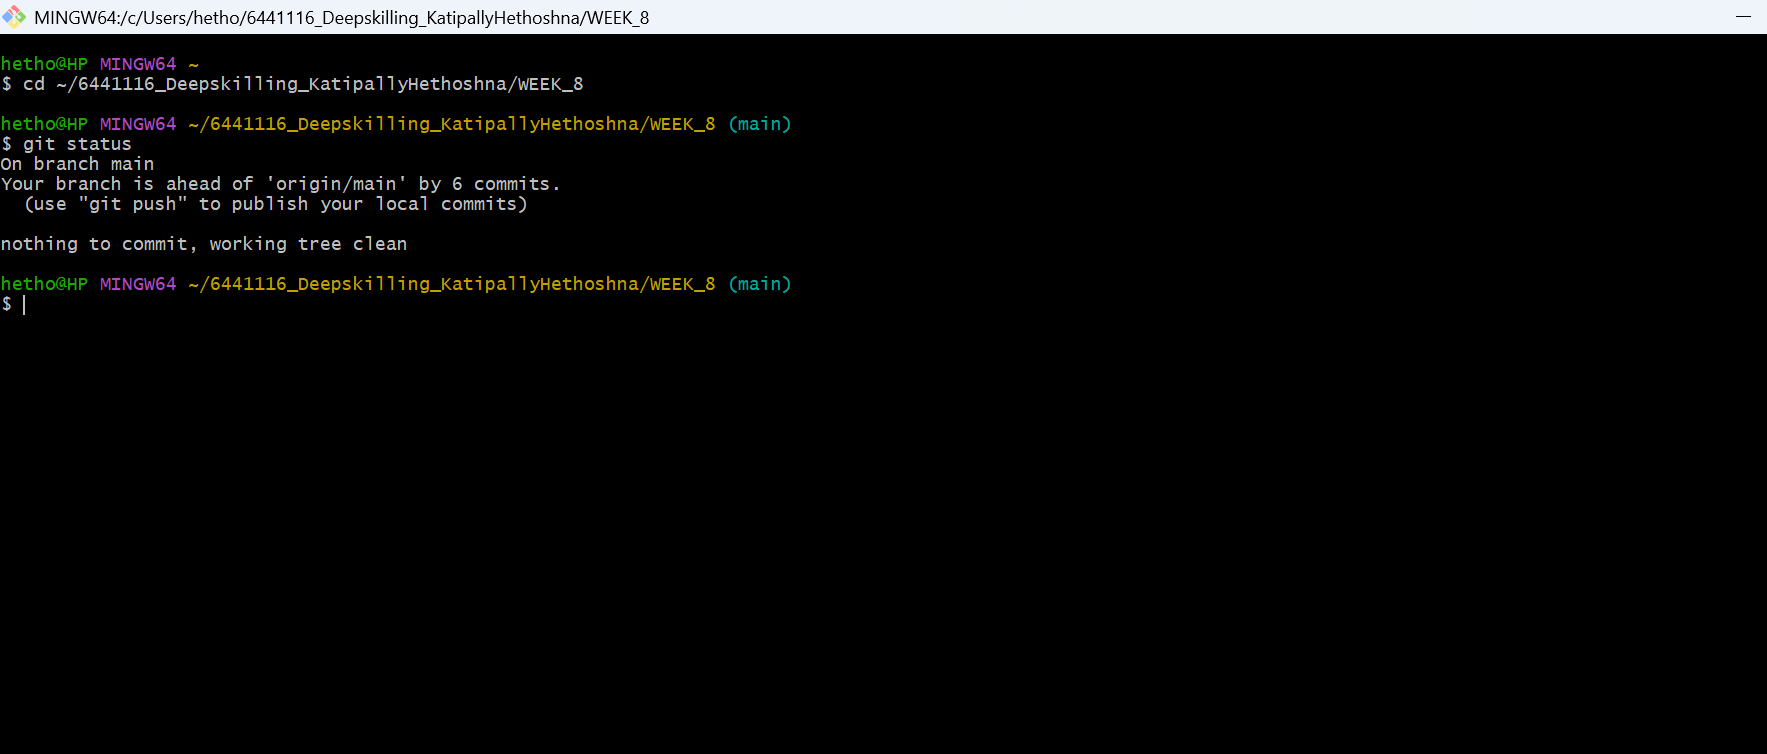 MINGW64:/c/Users/hetho/6441116_Deepskilling_KatipallyHethoshna/WEEK_8
hetho@HP MINGW64 ~
$ cd ~/6441116_Deepskilling_KatipallyHethoshna/WEEK_8
hetho@HP MINGW64 ~/6441116_Deepskilling_KatipallyHethoshna/WEEK_8 (main)
$ git status
On branch main
Your branch is ahead of 'origin/main' by 6 commits.
  (use "git push" to publish your local commits)
nothing to commit, working tree clean
hetho@HP MINGW64 ~/6441116_Deepskilling_KatipallyHethoshna/WEEK_8 (main)
$